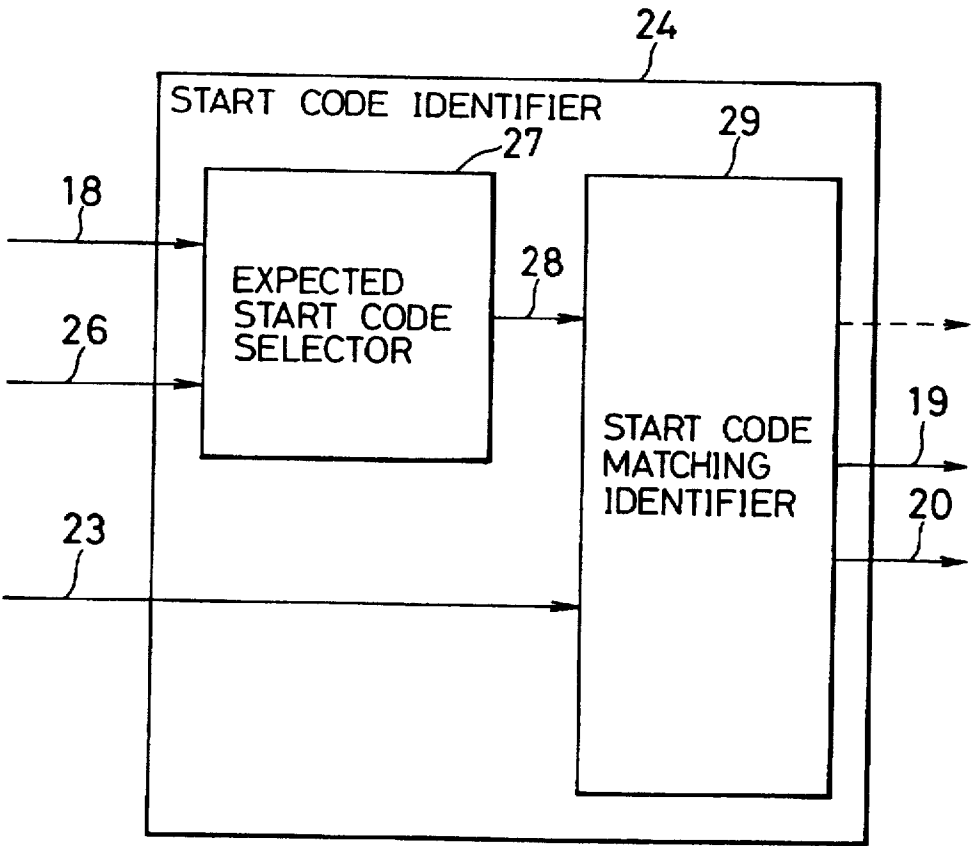 24
START CODE IDENTIFIER
27
29
18
EXPECTED
START CODE
SELECTOR
28
26
19
START CODE
MATCHING
IDENTIFIER
20
23